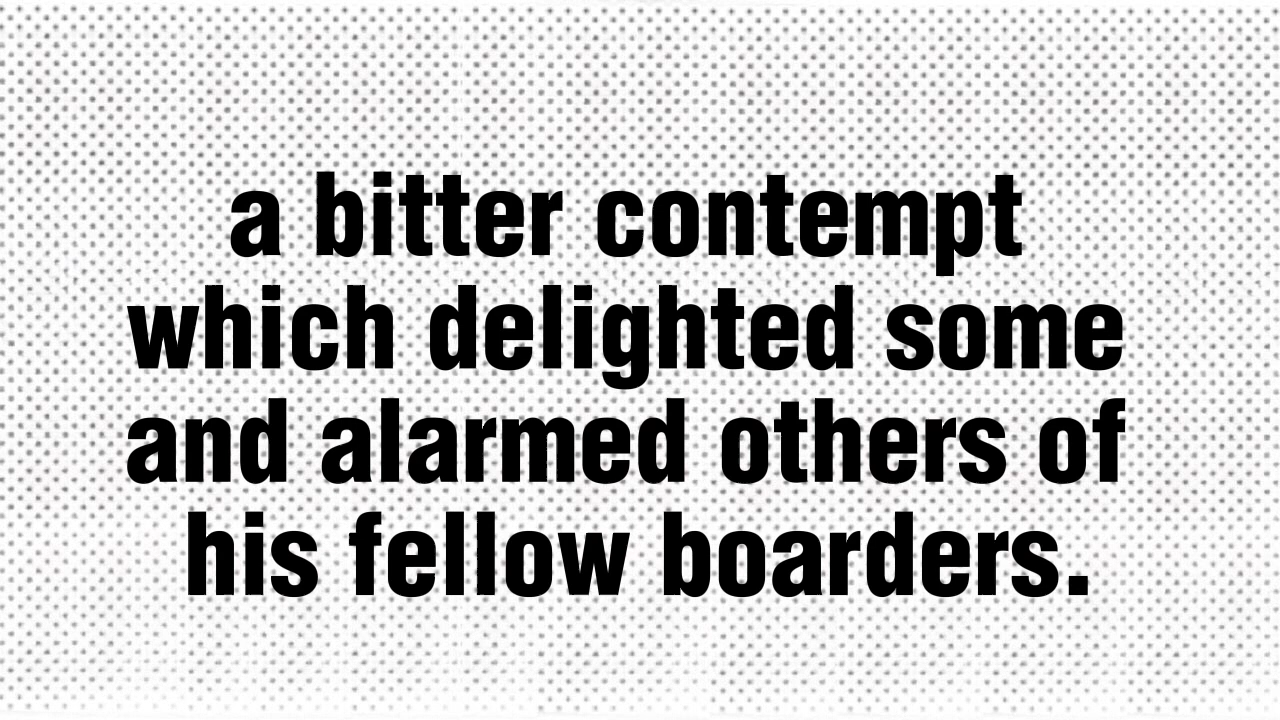 a bitter contempt
which delighted some
and alarmed others of
his fellow boarders.